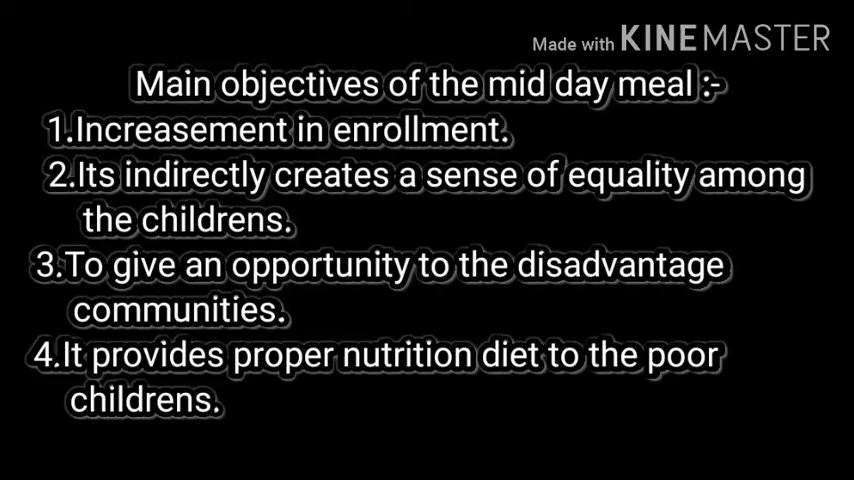 Made with KINEMASTER
Main objectives of the mid day meal :-
1.Increasement in enrollment.
2.Its indirectly creates a sense of equality among
the childrens.
3.To give an opportunity to the disadvantage
communities.
4.It provides proper nutrition diet to the poor
childrens.